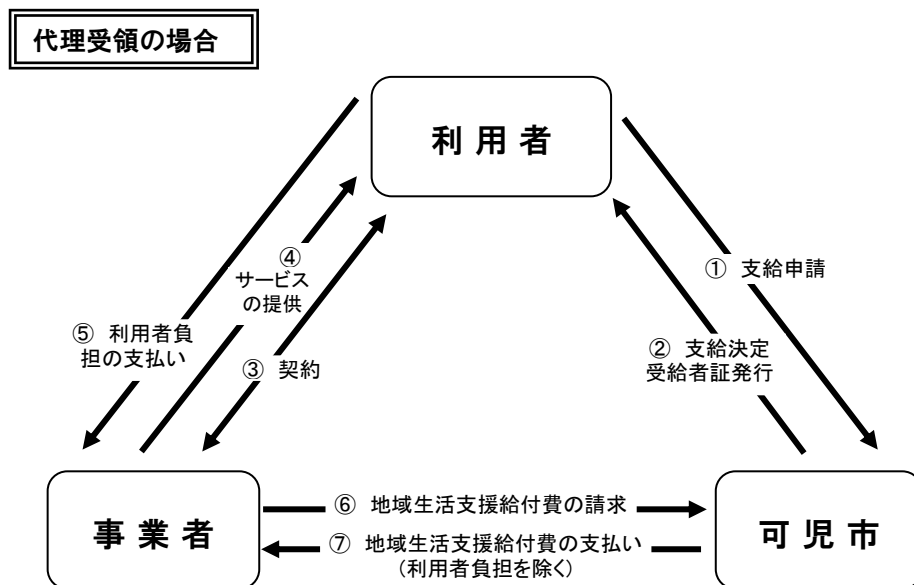 代理受領の場合
利用者
① 支給申請
② 支給決定
受給者証発行
③ 契約
④
サービス
の提供
⑤ 利用者負
担の支払い
事業者
⑥ 地域生活支援給付費の請求
⑦ 地域生活支援給付費の支払い
(利用者負担を除く)
可児市